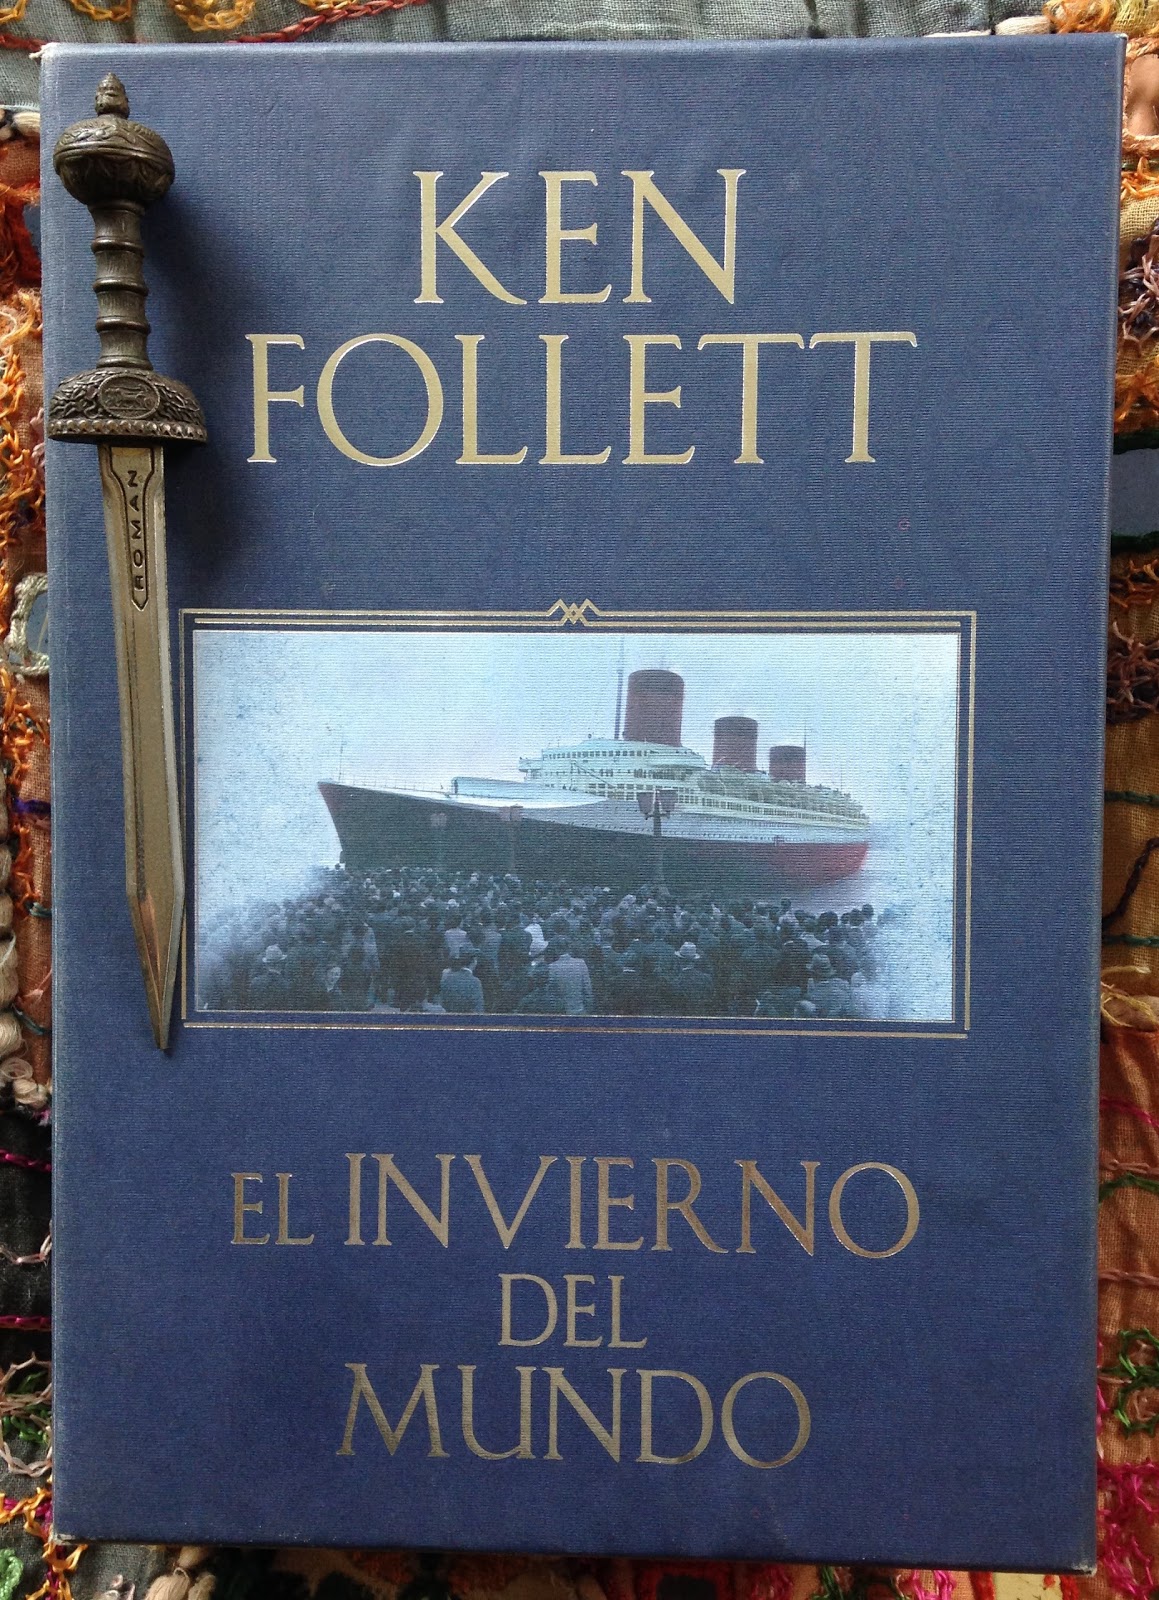 KEN
FOLLETT
ROMAN
EL INVIERNO
DEL
MUNDO